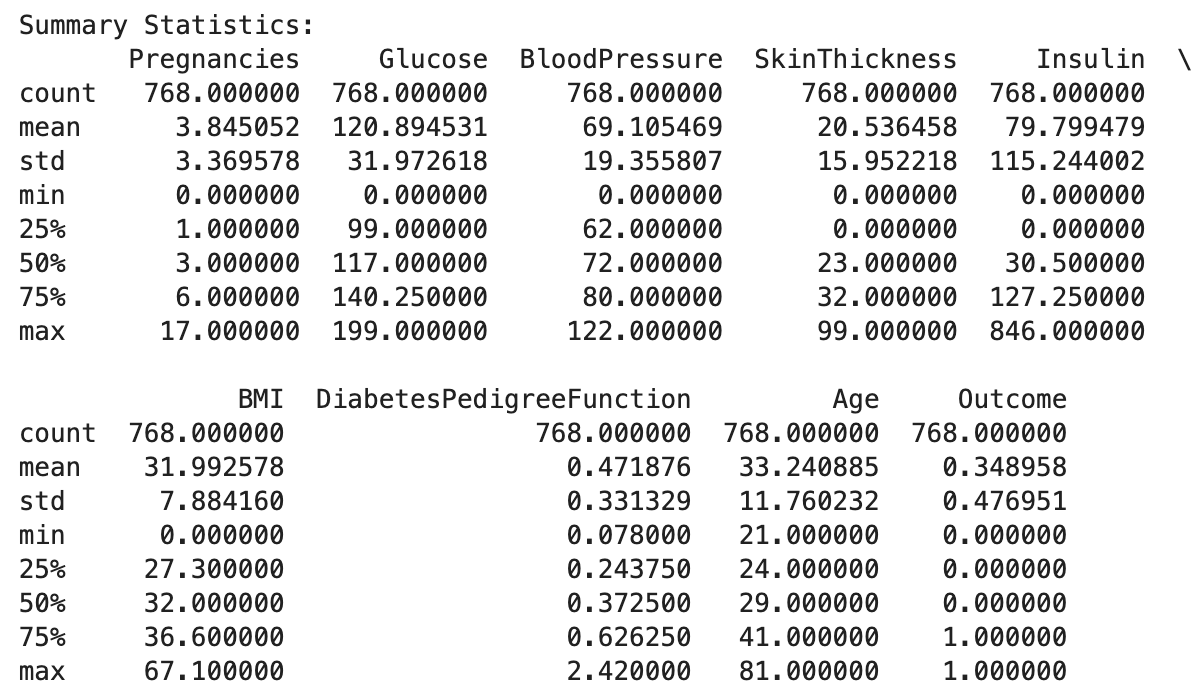 Summary Statistics:
Pregnancies Glucose BloodPressure SkinThickness Insulin \
count 768.000000 768.000000 768.000000 768.000000 768.000000
mean 3.845052 120.894531 69.105469 20.536458 79.799479
std 3.369578 31.972618 19.355807 15.952218 115.244002
min 0.000000 0.000000 0.000000 0.000000 0.000000
25% 1.000000 99.000000 62.000000 0.000000 0.000000
50% 3.000000 117.000000 72.000000 23.000000 30.500000
75% 6.000000 140.250000 80.000000 32.000000 127.250000
max 17.000000 199.000000 122.000000 99.000000 846.000000
BMI DiabetesPedigreeFunction Age Outcome
count 768.000000 768.000000 768.000000 768.000000
mean 31.992578 0.471876 33.240885 0.348958
std 7.884160 0.331329 11.760232 0.476951
min 0.000000 0.078000 21.000000 0.000000
25% 27.300000 0.243750 24.000000 0.000000
50% 32.000000 0.372500 29.000000 0.000000
75% 36.600000 0.626250 41.000000 1.000000
max 67.100000 2.420000 81.000000 1.000000